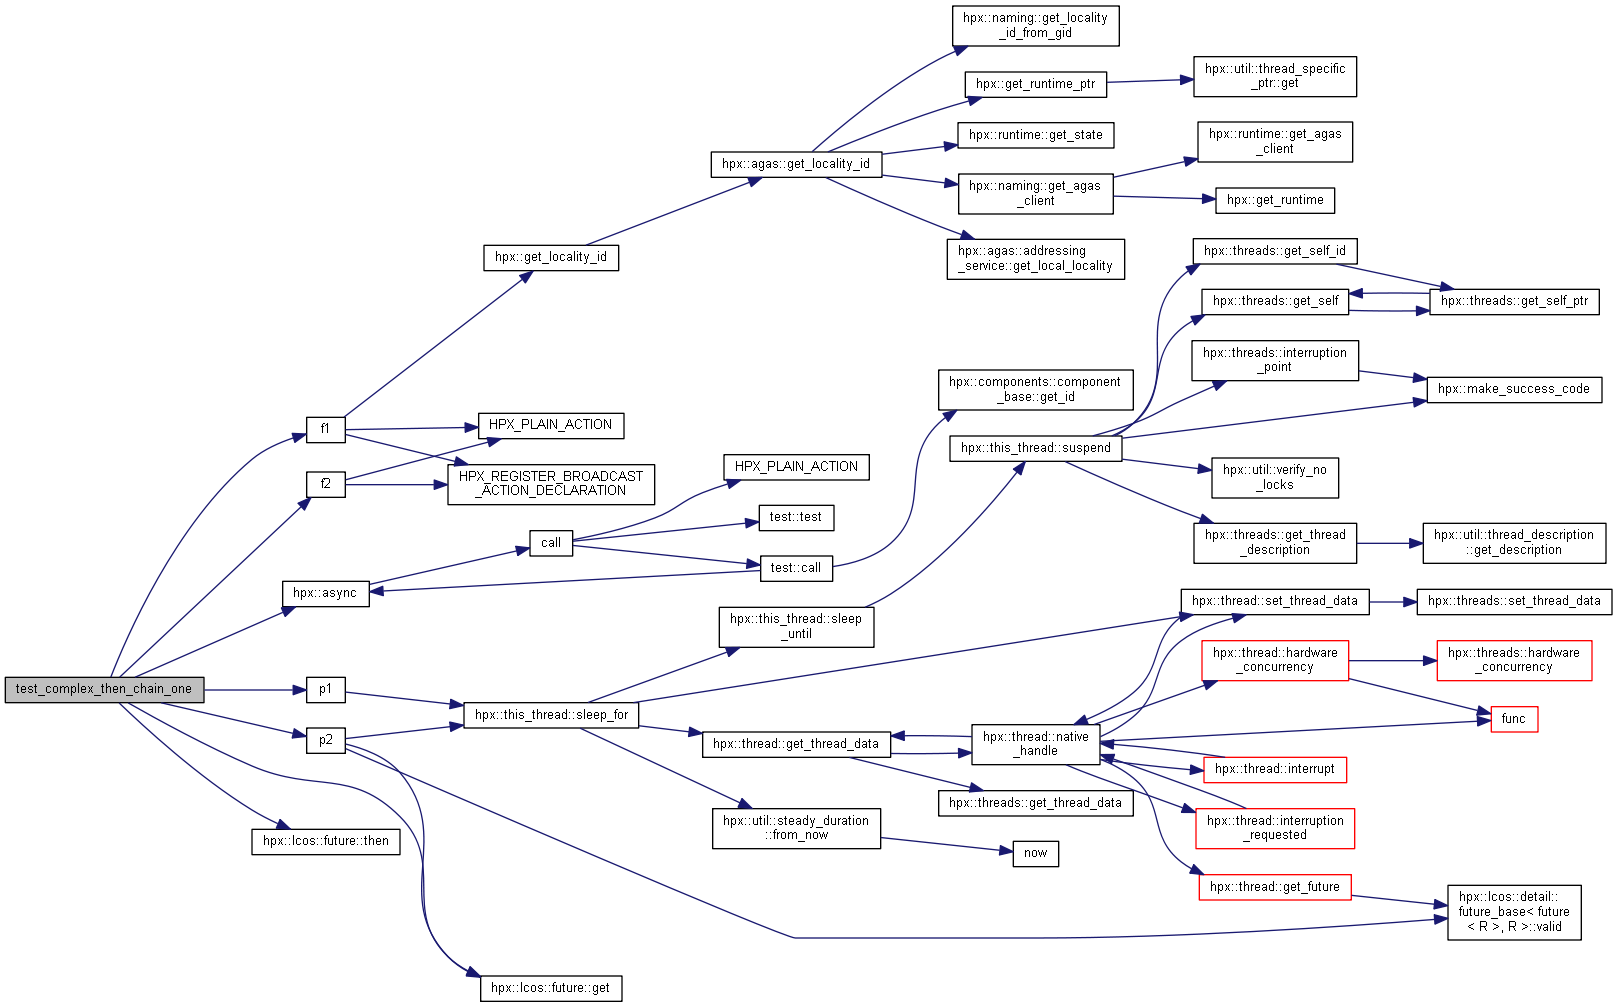 hpx::naming::get_locality
_id_from_gid
hpx::util::thread_specific
_ptr::get
hpx::get_runtime_ptr
hpx::runtime::get_state
hpx::runtime::get_agas
_client
hpx::agas::get_locality_id
hpx::naming::get_agas
_client
hpx::get_runtime
hpx::get_locality_id
hpx::agas::addressing
_service::get_local_locality
hpx::threads::get_self_id
hpx::threads::get_self
hpx::threads::get_self_ptr
hpx::threads::interruption
_point
hpx::make_success_code
hpx::components::component
_base::get_id
f1
HPX_PLAIN_ACTION
hpx::this_thread::suspend
f2
HPX_REGISTER_BROADCAST
_ACTION_DECLARATION
HPX_PLAIN_ACTION
hpx::util::verify_no
_locks
test::test
call
hpx::threads::get_thread
_description
hpx::util::thread_description
::get_description
test::call
hpx::async
hpx::this_thread::sleep
_until
hpx::thread::set_thread_data
hpx::threads::set_thread_data
hpx::thread::hardware
_concurrency
hpx::threads::hardware
_concurrency
test_complex_then_chain_one
p1
hpx::this_thread::sleep_for
func
p2
hpx::thread::get_thread_data
hpx::thread::native
_handle
hpx::thread::interrupt
hpx::threads::get_thread_data
hpx::util::steady_duration
::from_now
hpx::thread::interruption
_requested
hpx::lcos::future::then
now
hpx::thread::get_future
hpx::lcos::detail::
future_base< future
< R >, R >::valid
hpx::lcos::future::get